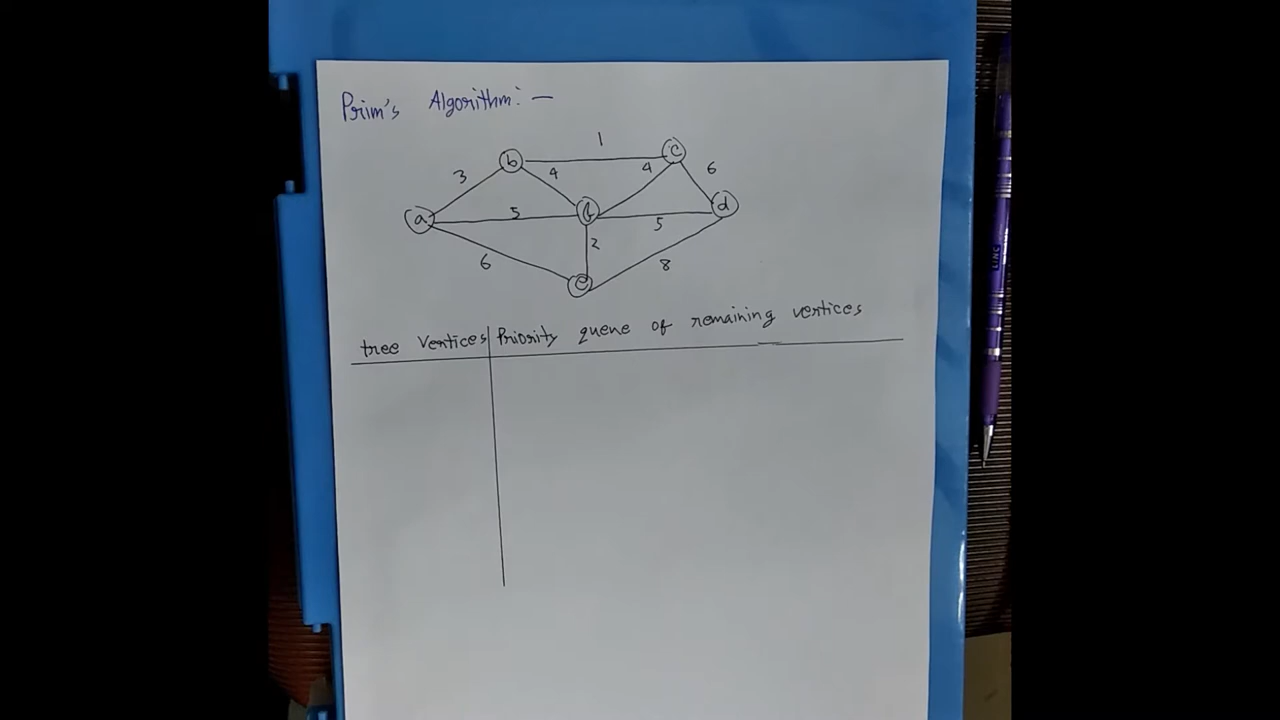 Prim's Algorithm: —
1
b
c
3
4
4
6
a
5
f
5
d
2
6
8
e
tree vertices Priority queue of remaining vertices
LINC